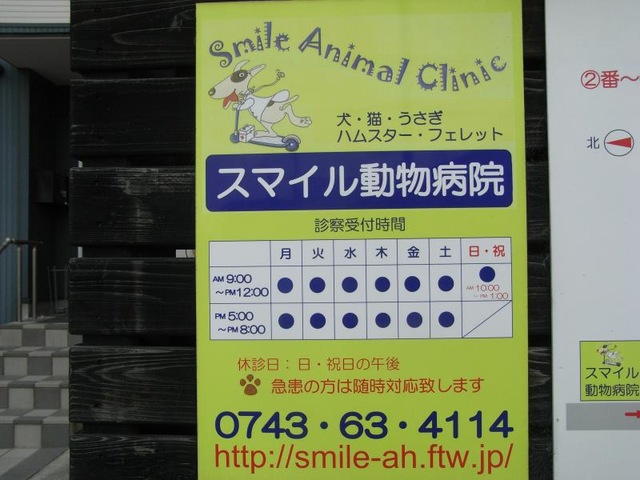 Smile Animal Clinic
犬・猫・うさぎ
ハムスター・フェレット
スマイル動物病院
診察受付時間
月 火 水 木 金 土 日・祝
AM 9:00 ～PM 12:00 ● ● ● ● ● ● ●
AM 10:00 ～PM 1:00
PM 5:00 ～PM 8:00 ● ● ● ● ● ●
休診日：日・祝日の午後
急患の方は随時対応致します
0743・63・4114
http://smile-ah.ftw.jp/
②番～
北
スマイル
動物病院